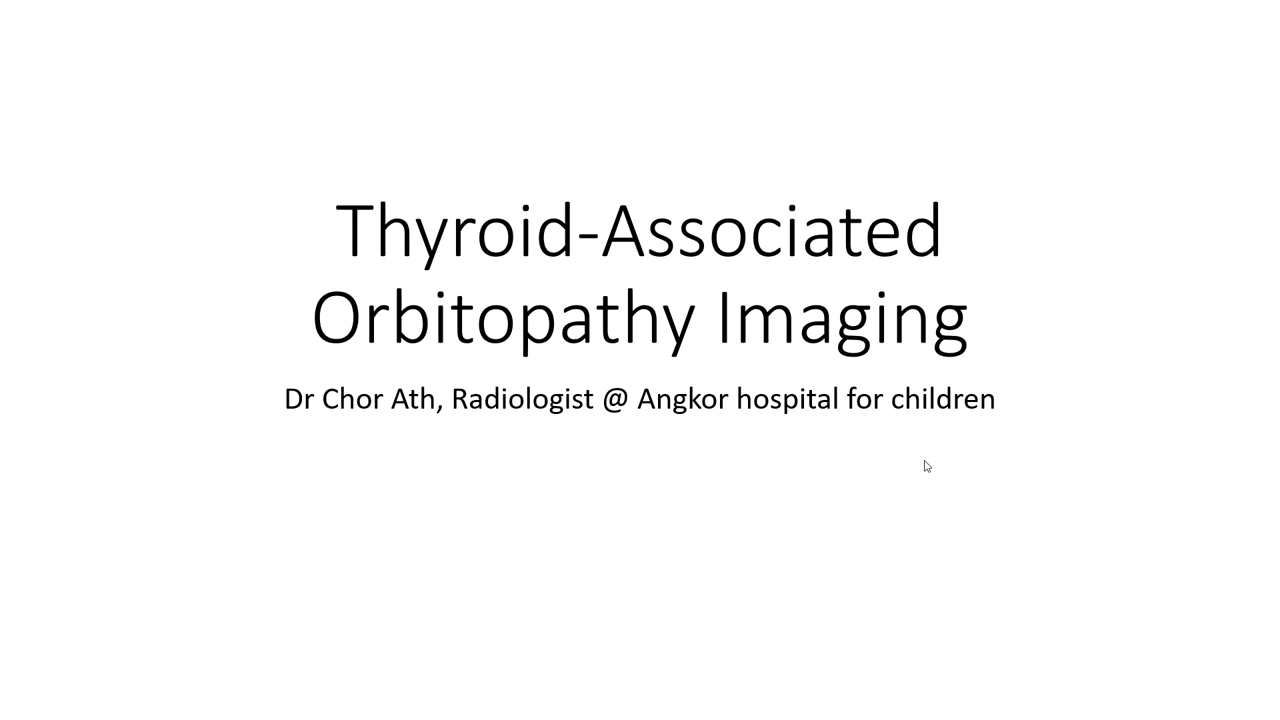 Thyroid-Associated
Orbitopathy Imaging
Dr Chor Ath, Radiologist @ Angkor hospital for children